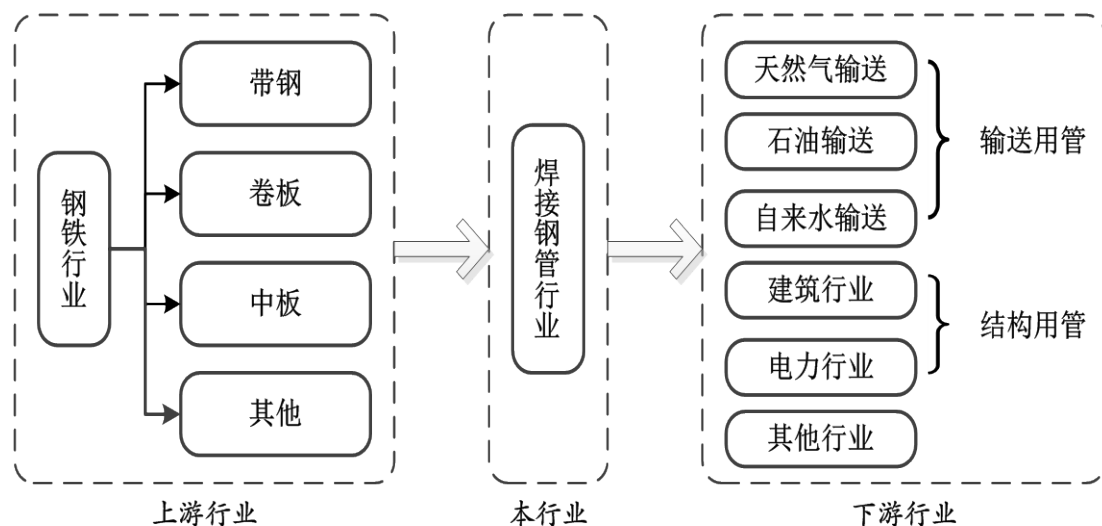 钢铁行业
带钢
卷板
中板
其他
上游行业
焊接钢管行业
本行业
天然气输送
石油输送
自来水输送
输送用管
建筑行业
电力行业
结构用管
其他行业
下游行业